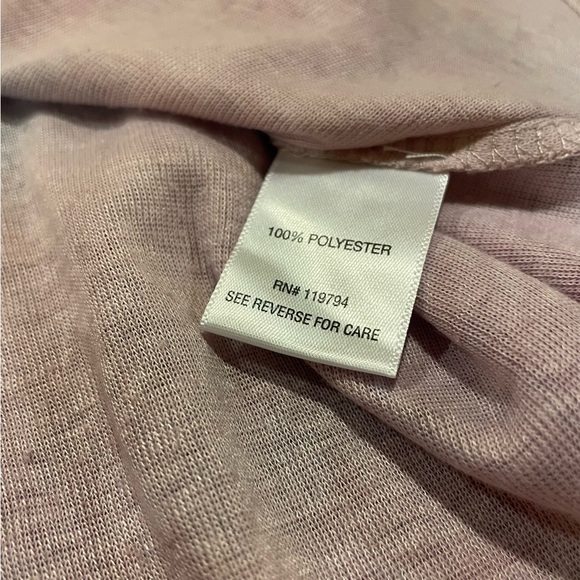 100% POLYESTER
RN# 119794
SEE REVERSE FOR CARE